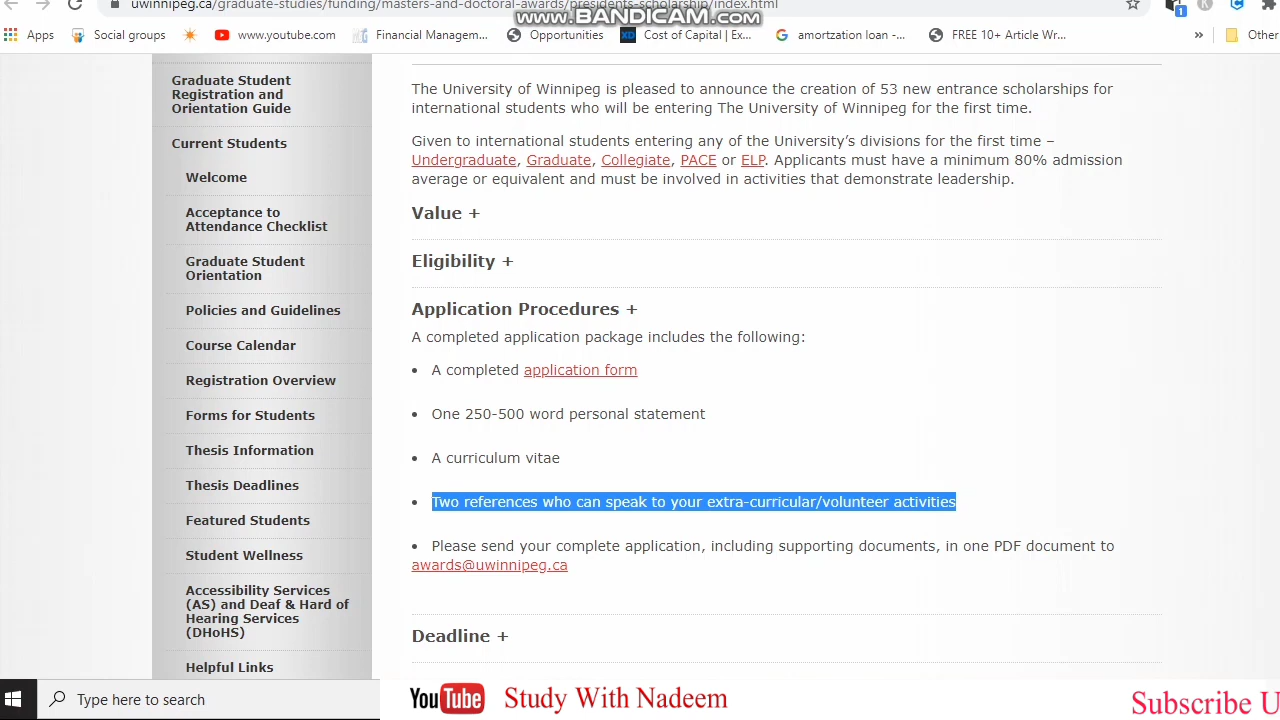 uwinnipeg.ca/graduate-studies/funding/masters-and-doctoral-awards/presidents-scholarship/index.html
www.BANDICAM.com
Apps Social groups www.youtube.com Financial Managem... Opportunities XD Cost of Capital | Ex... amortzation loan -... FREE 10+ Article Wr... » Other
1
Graduate Student
Registration and
Orientation Guide
Current Students
Welcome
Acceptance to
Attendance Checklist
Graduate Student
Orientation
Policies and Guidelines
Course Calendar
Registration Overview
Forms for Students
Thesis Information
Thesis Deadlines
Featured Students
Student Wellness
Accessibility Services
(AS) and Deaf & Hard of
Hearing Services
(DHoHS)
Helpful Links
The University of Winnipeg is pleased to announce the creation of 53 new entrance scholarships for
international students who will be entering The University of Winnipeg for the first time.
Given to international students entering any of the University's divisions for the first time –
Undergraduate, Graduate, Collegiate, PACE or ELP. Applicants must have a minimum 80% admission
average or equivalent and must be involved in activities that demonstrate leadership.
Value +
Eligibility +
Application Procedures +
A completed application package includes the following:
• A completed application form
• One 250-500 word personal statement
• A curriculum vitae
• Two references who can speak to your extra-curricular/volunteer activities
• Please send your complete application, including supporting documents, in one PDF document to
awards@uwinnipeg.ca
Deadline +
Type here to search
YouTube Study With Nadeem
Subscribe U